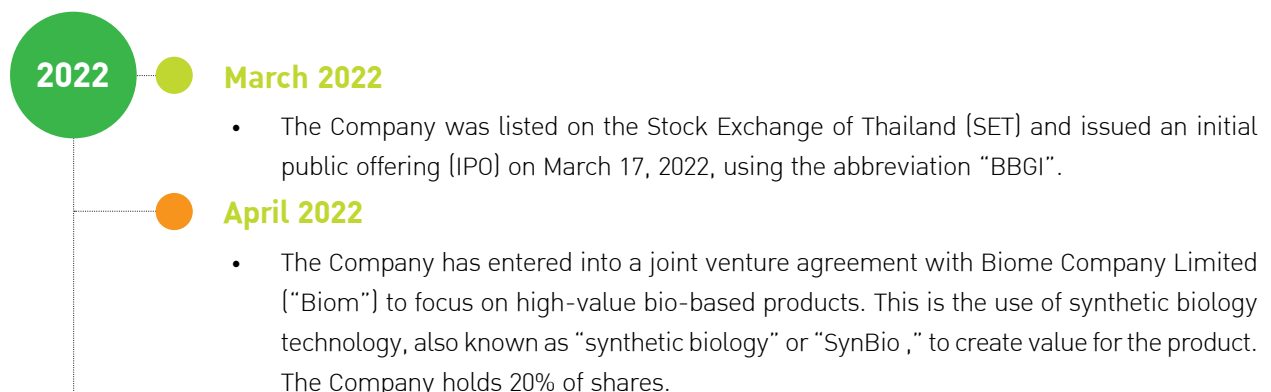 2022
March 2022
• The Company was listed on the Stock Exchange of Thailand (SET) and issued an initial
public offering (IPO) on March 17, 2022, using the abbreviation “BBGI”.
April 2022
• The Company has entered into a joint venture agreement with Biome Company Limited
(“Biom”) to focus on high-value bio-based products. This is the use of synthetic biology
technology, also known as “synthetic biology” or “SynBio ,” to create value for the product.
The Company holds 20% of shares.